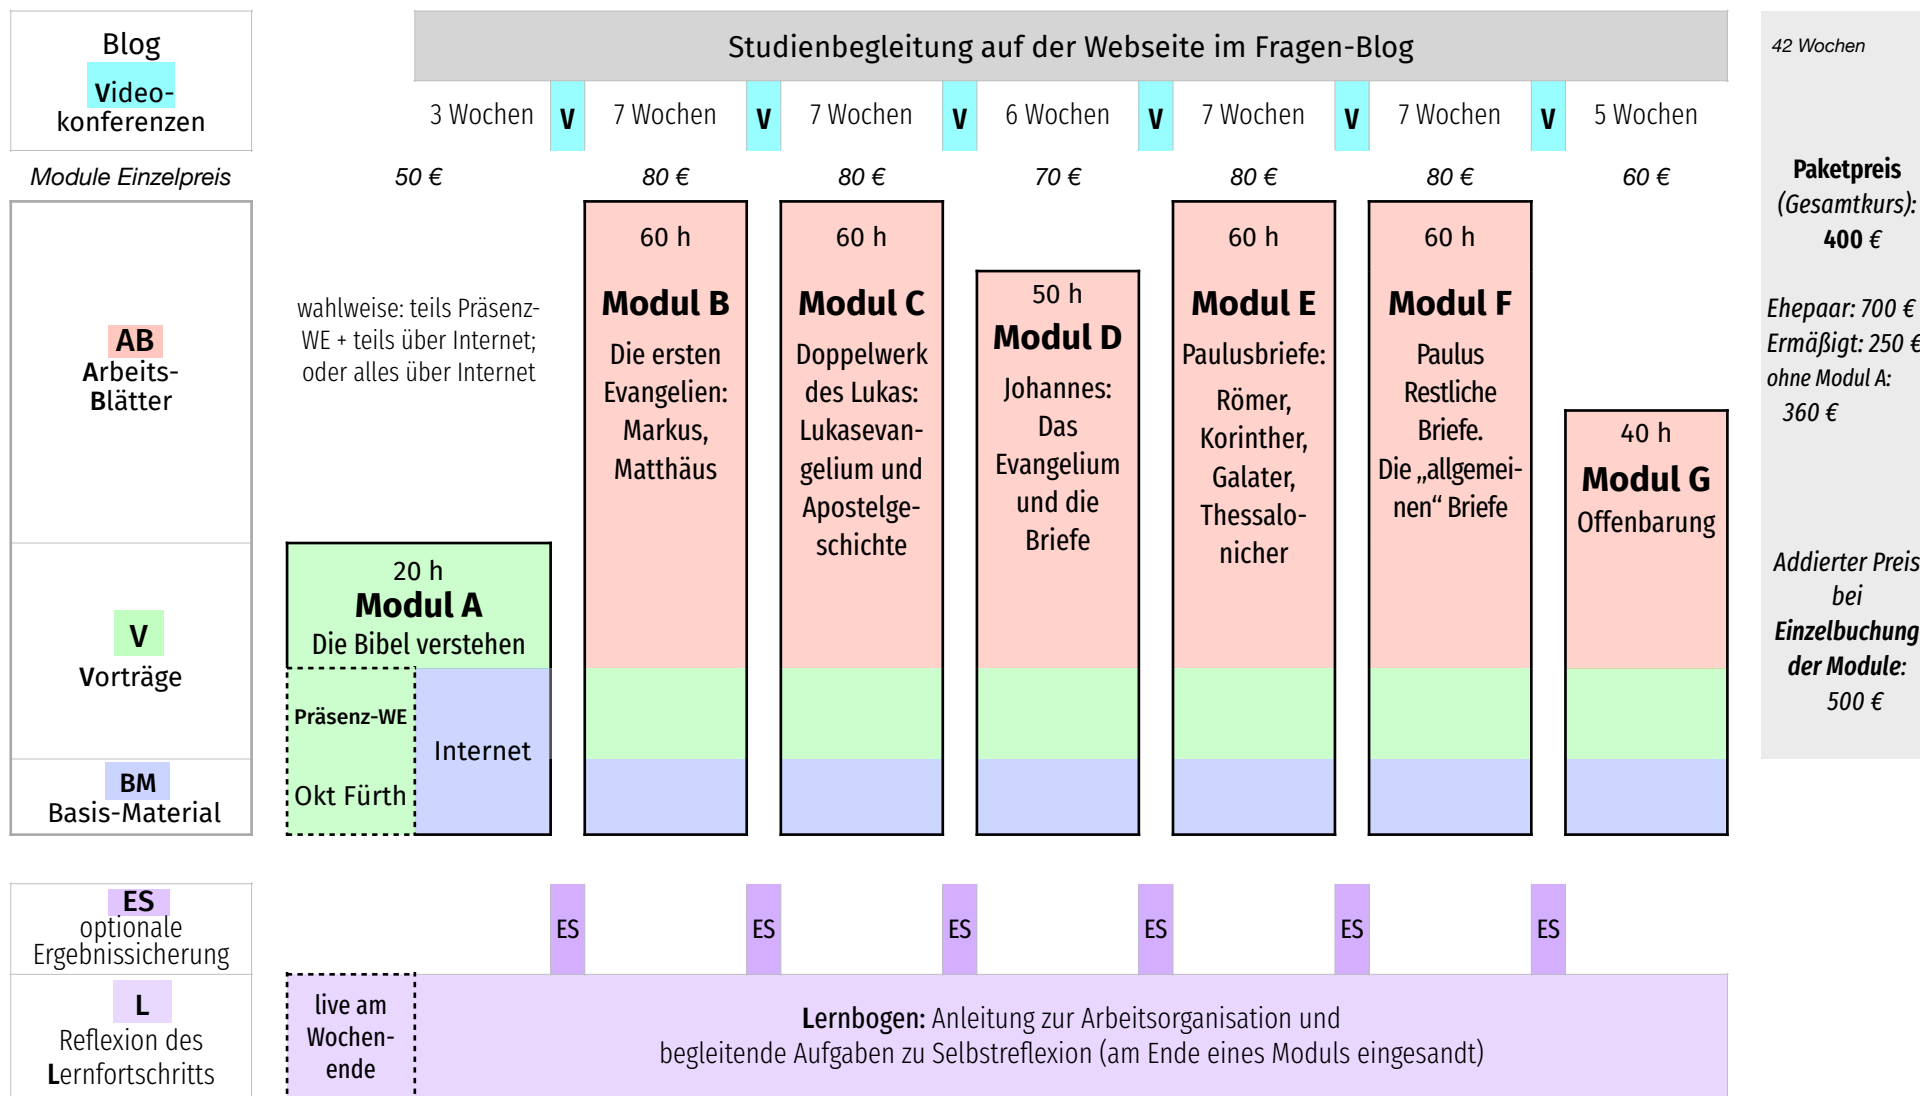 Blog
Video-
konferenzen
Studienbegleitung auf der Webseite im Fragen-Blog
3 Wochen
V
7 Wochen
V
7 Wochen
V
6 Wochen
V
7 Wochen
V
7 Wochen
V
5 Wochen
Module Einzelpreis
50 €
80 €
80 €
70 €
80 €
80 €
60 €
AB
Arbeits-
Blätter
V
Vorträge
BM
Basis-Material
wahlweise: teils Präsenz-
WE + teils über Internet;
oder alles über Internet
20 h
Modul A
Die Bibel verstehen
Präsenz-WE
Okt Fürth
Internet
60 h
Modul B
Die ersten
Evangelien:
Markus,
Matthäus
60 h
Modul C
Doppelwerk
des Lukas:
Lukasevan-
gelium und
Apostelge-
schichte
50 h
Modul D
Johannes:
Das
Evangelium
und die
Briefe
60 h
Modul E
Paulusbriefe:
Römer,
Korinther,
Galater,
Thessalo-
nicher
60 h
Modul F
Paulus
Restliche
Briefe.
Die „allgemei-
nen“ Briefe
40 h
Modul G
Offenbarung
42 Wochen
Paketpreis
(Gesamtkurs):
400 €
Ehepaar: 700 €
Ermäßigt: 250 €
ohne Modul A:
360 €
Addierter Preis
bei
Einzelbuchung
der Module:
500 €
ES
optionale
Ergebnissicherung
ES
ES
ES
ES
ES
ES
L
Reflexion des
Lernfortschritts
live am
Wochen-
ende
Lernbogen: Anleitung zur Arbeitsorganisation und
begleitende Aufgaben zu Selbstreflexion (am Ende eines Moduls eingesandt)